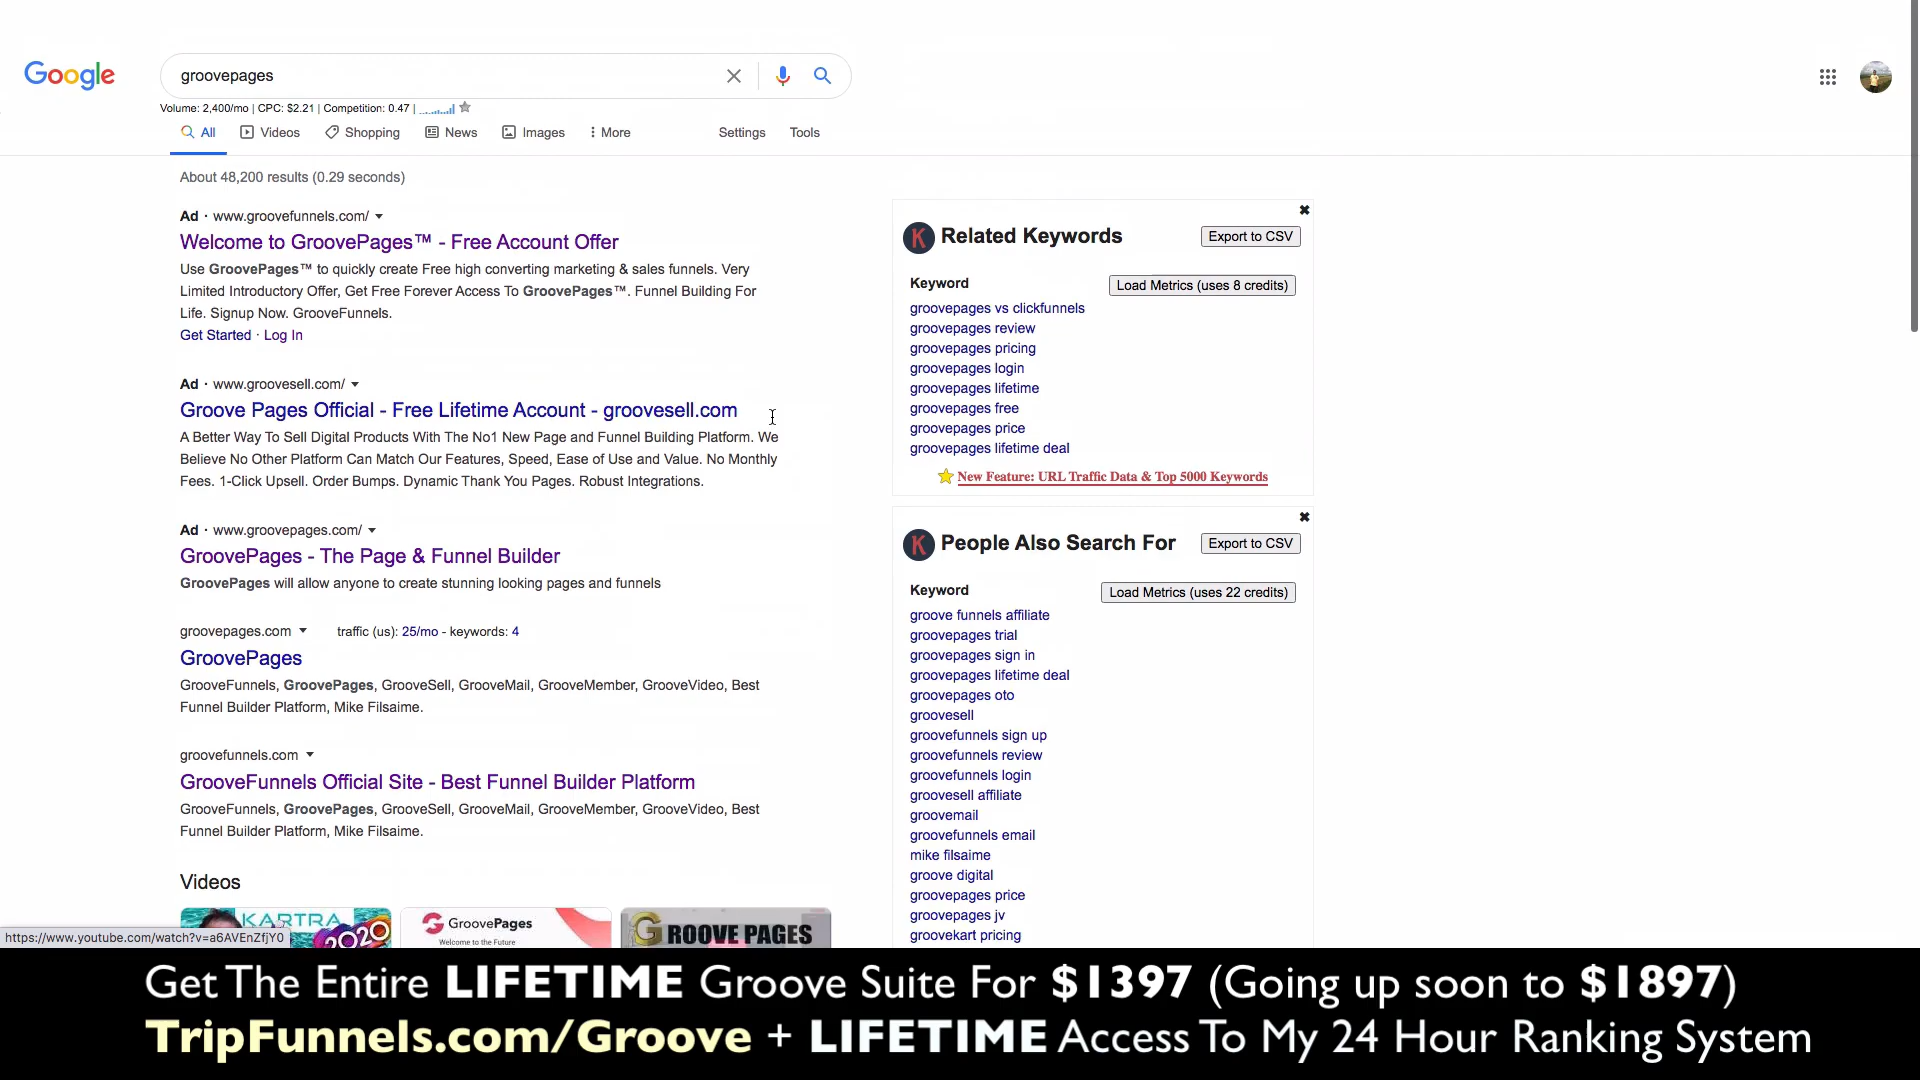 Google
groovepages
Volume: 2,400/mo | CPC: $2.21 | Competition: 0.47 |
All Videos Shopping News Images More Settings Tools
About 48,200 results (0.29 seconds)
Ad · www.groovefunnels.com/
Welcome to GroovePages™ - Free Account Offer
Use GroovePages™ to quickly create Free high converting marketing & sales funnels. Very
Limited Introductory Offer, Get Free Forever Access To GroovePages™. Funnel Building For
Life. Signup Now. GrooveFunnels.
Get Started · Log In
Ad · www.groovesell.com/
Groove Pages Official - Free Lifetime Account - groovesell.com
A Better Way To Sell Digital Products With The No1 New Page and Funnel Building Platform. We
Believe No Other Platform Can Match Our Features, Speed, Ease of Use and Value. No Monthly
Fees. 1-Click Upsell. Order Bumps. Dynamic Thank You Pages. Robust Integrations.
Ad · www.groovepages.com/
GroovePages - The Page & Funnel Builder
GroovePages will allow anyone to create stunning looking pages and funnels
groovepages.com traffic (us): 25/mo - keywords: 4
GroovePages
GrooveFunnels, GroovePages, GrooveSell, GrooveMail, GrooveMember, GrooveVideo, Best
Funnel Builder Platform, Mike Filsaime.
groovefunnels.com
GrooveFunnels Official Site - Best Funnel Builder Platform
GrooveFunnels, GroovePages, GrooveSell, GrooveMail, GrooveMember, GrooveVideo, Best
Funnel Builder Platform, Mike Filsaime.
Videos
KARTRA
2020
GroovePages
Welcome to the Future
GROOVE PAGES
https://www.youtube.com/watch?v=a6AVEnZfjY0
K Related Keywords Export to CSV
Keyword Load Metrics (uses 8 credits)
groovepages vs clickfunnels
groovepages review
groovepages pricing
groovepages login
groovepages lifetime
groovepages free
groovepages price
groovepages lifetime deal
New Feature: URL Traffic Data & Top 5000 Keywords
K People Also Search For Export to CSV
Keyword Load Metrics (uses 22 credits)
groove funnels affiliate
groovepages trial
groovepages sign in
groovepages lifetime deal
groovepages oto
groovesell
groovefunnels sign up
groovefunnels review
groovefunnels login
groovesell affiliate
groovemail
groovefunnels email
mike filsaime
groove digital
groovepages price
groovepages jv
groovekart pricing
Get The Entire LIFETIME Groove Suite For $1397 (Going up soon to $1897)
TripFunnels.com/Groove + LIFETIME Access To My 24 Hour Ranking System